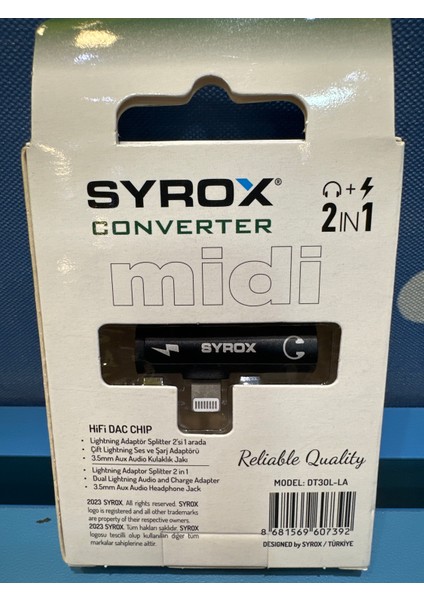 SYROX®
CONVERTER
+
2IN1
midi
SYROX
HiFi DAC CHIP
- Lightning Adaptör Splitter 2'si 1 arada
- Çift Lightning Ses ve Şarj Adaptörü
- 3.5mm Aux Audio Kulaklık Jakı
- Lightning Adaptor Splitter 2 in 1
- Dual Lightning Audio and Charge Adapter
- 3.5mm Aux Audio Headphone Jack
2023 SYROX. All rights reserved. SYROX
logo is registered and all other trademarks
are property of their respective owners.
2023 SYROX. Tüm hakları saklıdır. SYROX
logosu tescilli olup kullanılan diğer tüm
markalar sahiplerine aittir.
Reliable Quality
MODEL: DT30L-LA
8 681569 607392
DESIGNED by SYROX / TÜRKİYE